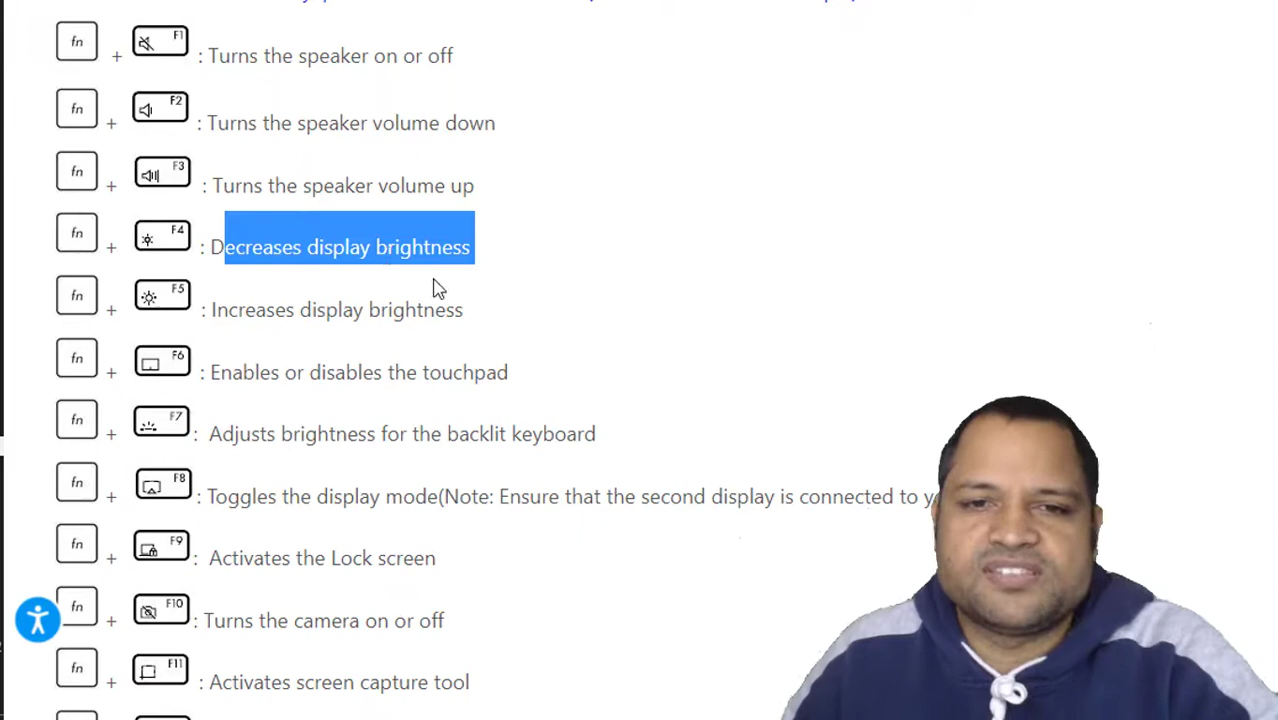 fn + F1 : Turns the speaker on or off
fn + F2 : Turns the speaker volume down
fn + F3 : Turns the speaker volume up
fn + F4 : Decreases display brightness
fn + F5 : Increases display brightness
fn + F6 : Enables or disables the touchpad
fn + F7 : Adjusts brightness for the backlit keyboard
fn + F8 : Toggles the display mode(Note: Ensure that the second display is connected to
fn + F9 : Activates the Lock screen
fn + F10 : Turns the camera on or off
fn + F11 : Activates screen capture tool